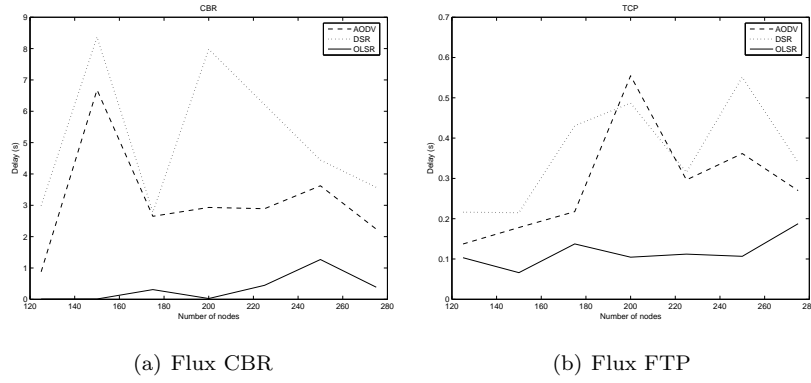 CBR
9
8
7
6
5
4
3
2
1
0
Delay (s)
120 140 160 180 200 220 240 260 280
Number of nodes
AODV
DSR
OLSR
(a) Flux CBR
TCP
0.7
0.6
0.5
0.4
0.3
0.2
0.1
0
Delay (s)
120 140 160 180 200 220 240 260 280
Number of nodes
AODV
DSR
OLSR
(b) Flux FTP